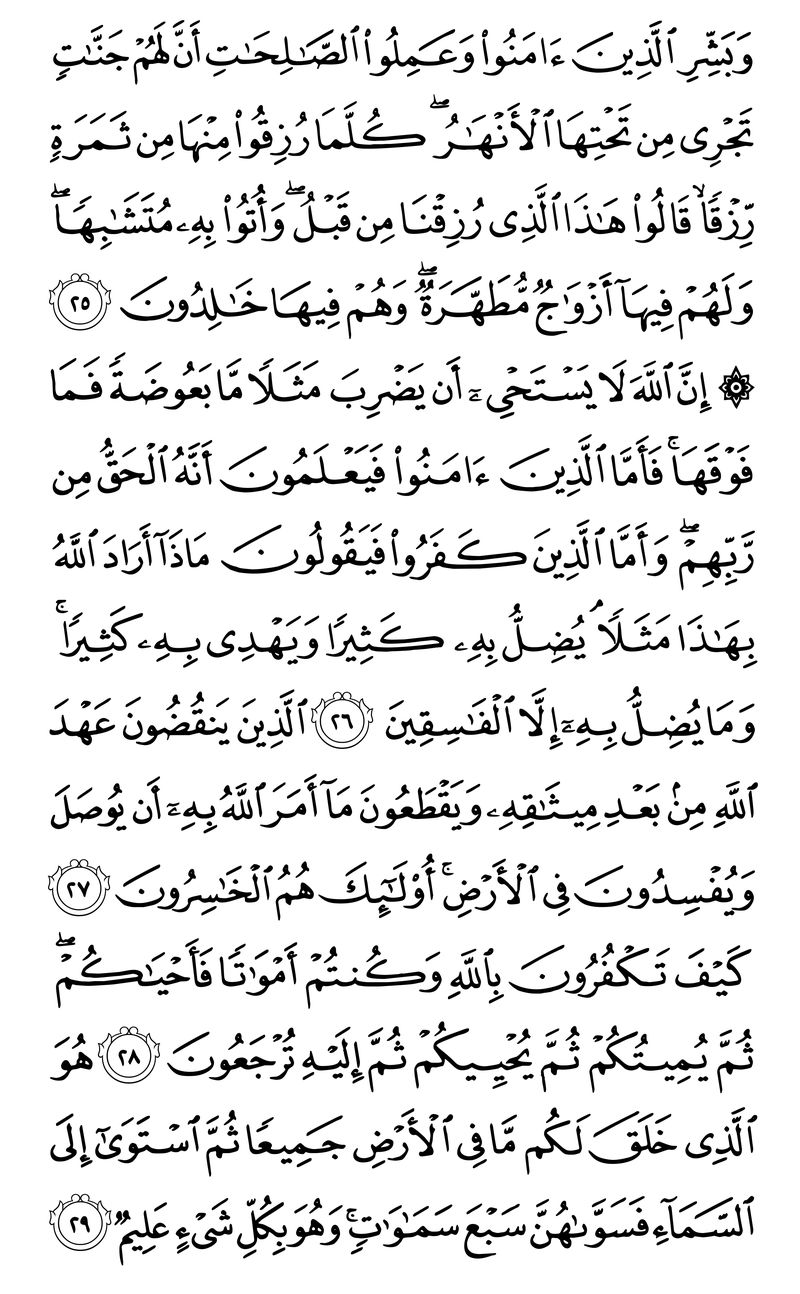 وَبَشِّرِ ٱلَّذِينَ ءَامَنُوا۟ وَعَمِلُوا۟ ٱلصَّٰلِحَٰتِ أَنَّ لَهُمْ جَنَّٰتٍ
تَجْرِى مِن تَحْتِهَا ٱلْأَنْهَٰرُ ۖ كُلَّمَا رُزِقُوا۟ مِنْهَا مِن ثَمَرَةٍ
رِّزْقًا ۙ قَالُوا۟ هَٰذَا ٱلَّذِى رُزِقْنَا مِن قَبْلُ ۖ وَأُتُوا۟ بِهِۦ مُتَشَٰبِهًا ۖ
وَلَهُمْ فِيهَآ أَزْوَٰجٌ مُّطَهَّرَةٌ ۖ وَهُمْ فِيهَا خَٰلِدُونَ ٢٥
۞ إِنَّ ٱللَّهَ لَا يَسْتَحْىِۦٓ أَن يَضْرِبَ مَثَلًا مَّا بَعُوضَةً فَمَا
فَوْقَهَا ۚ فَأَمَّا ٱلَّذِينَ ءَامَنُوا۟ فَيَعْلَمُونَ أَنَّهُ ٱلْحَقُّ مِن
رَّبِّهِمْ ۖ وَأَمَّا ٱلَّذِينَ كَفَرُوا۟ فَيَقُولُونَ مَاذَآ أَرَادَ ٱللَّهُ
بِهَٰذَا مَثَلًا ۘ يُضِلُّ بِهِۦ كَثِيرًا وَيَهْدِى بِهِۦ كَثِيرًا ۚ
وَمَا يُضِلُّ بِهِۦٓ إِلَّا ٱلْفَٰسِقِينَ ٢٦ ٱلَّذِينَ يَنقُضُونَ عَهْدَ
ٱللَّهِ مِنۢ بَعْدِ مِيثَٰقِهِۦ وَيَقْطَعُونَ مَآ أَمَرَ ٱللَّهُ بِهِۦٓ أَن يُوصَلَ
وَيُفْسِدُونَ فِى ٱلْأَرْضِ ۚ أُو۟لَٰٓئِكَ هُمُ ٱلْخَٰسِرُونَ ٢٧
كَيْفَ تَكْفُرُونَ بِٱللَّهِ وَكُنتُمْ أَمْوَٰتًا فَأَحْيَٰكُمْ ۖ
ثُمَّ يُمِيتُكُمْ ثُمَّ يُحْيِيكُمْ ثُمَّ إِلَيْهِ تُرْجَعُونَ ٢٨ هُوَ
ٱلَّذِى خَلَقَ لَكُم مَّا فِى ٱلْأَرْضِ جَمِيعًا ثُمَّ ٱسْتَوَىٰٓ إِلَى
ٱلسَّمَآءِ فَسَوَّىٰهُنَّ سَبْعَ سَمَٰوَٰتٍ ۚ وَهُوَ بِكُلِّ شَىْءٍ عَلِيمٌ ٢٩